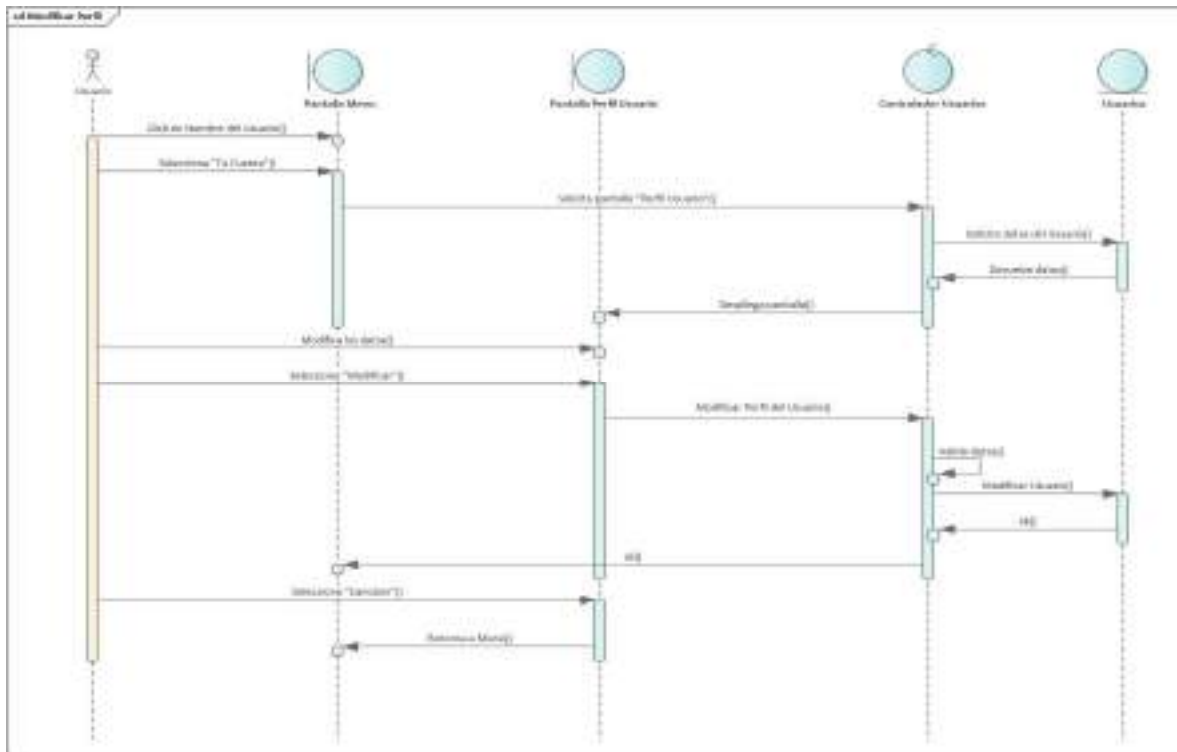 sd Modificar Perfil
Usuario
Pantalla Menu
Pantalla Perfil Usuario
Controlador Usuarios
Usuarios
Click en Nombre del Usuario()
Selecciona "Tu Cuenta"()
Solicita pantalla "Perfil Usuario"()
Solicita datos del Usuario()
Devuelve datos()
Despliega pantalla()
Modifica los datos()
Selecciona "Modificar"()
Modificar Perfil del Usuario()
Valida datos()
Modificar Usuario()
Ok()
Ok()
Selecciona "Cancelar"()
Menu()